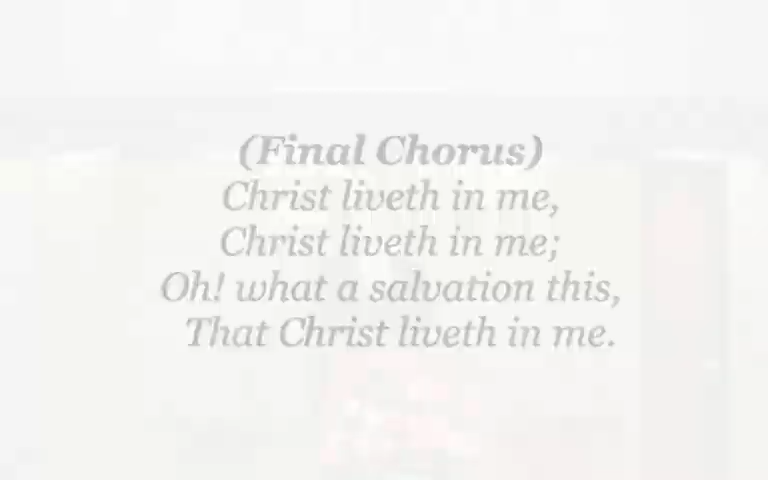 (Final Chorus)
Christ liveth in me,
Christ liveth in me;
Oh! what a salvation this,
That Christ liveth in me.